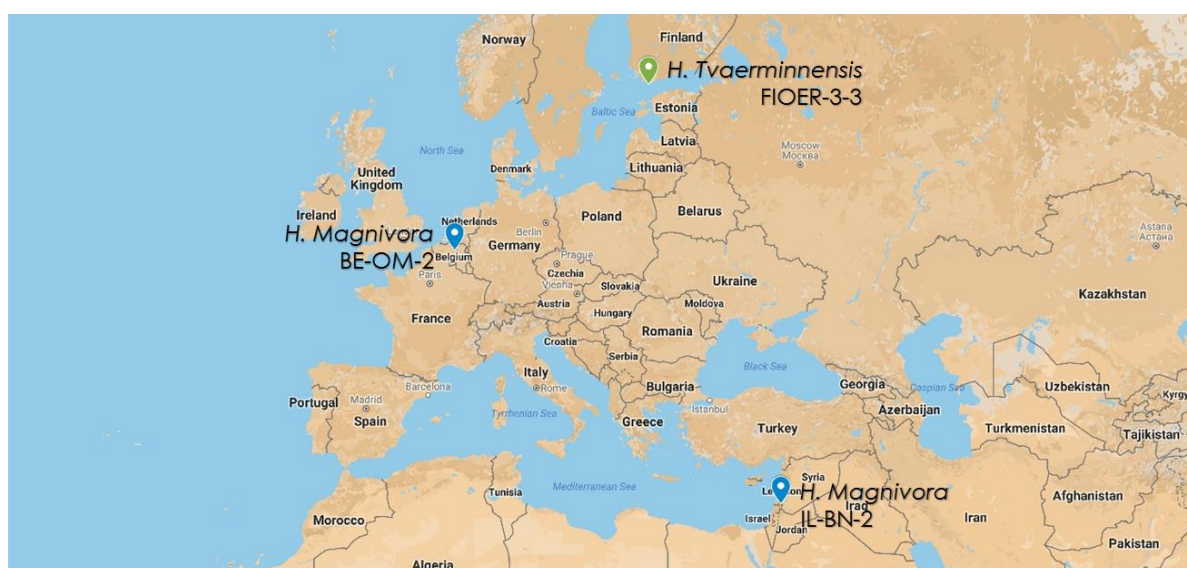 Norway
Finland
H. Tvaerminnensis
FIOER-3-3
Baltic Sea
Estonia
Latvia
Moscow
МОСКВА
North Sea
Denmark
Lithuania
United
Kingdom
Ireland
Netherlands
Berlin
Poland
Belarus
H. Magnivora
BE-OM-2
Belgium
Germany
Astana
Астана
Paris
Prague
Czechia
Vienna
Slovakia
Ukraine
Kazakhstan
Austria
Hungary
Moldova
France
Croatia
Romania
Serbia
Italy
Black Sea
Georgia
Caspian Sea
Uzbekistan
Kyrgy
Portugal
Madrid
Barcelona
Rome
Bulgaria
Istanbul
Azerbaijan
Spain
Tyrrhenian Sea
Greece
Turkey
Turkmenistan
Tajikistan
Syria
Tunisia
Mediterranean Sea
H. Magnivora
IL-BN-2
Iraq
Iran
Afghanistan
Morocco
Israel
Jordan
Pakistan
Algeria